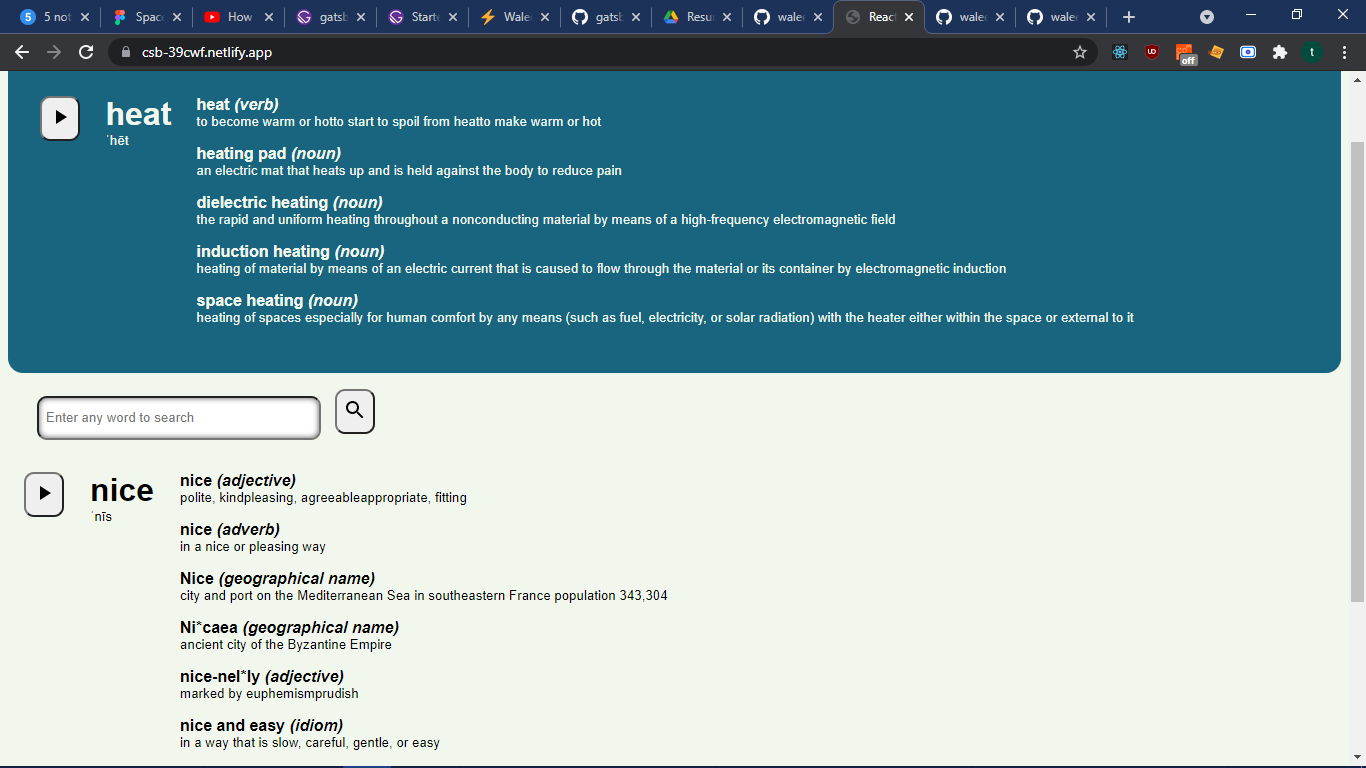 5 not
Spac
How
gatsb
Starte
Walee
gatsb
Resu
walee
React
walee
walee
csb-39cwf.netlify.app
off
t
heat
ˈhēt
heat (verb)
to become warm or hotto start to spoil from heatto make warm or hot
heating pad (noun)
an electric mat that heats up and is held against the body to reduce pain
dielectric heating (noun)
the rapid and uniform heating throughout a nonconducting material by means of a high-frequency electromagnetic field
induction heating (noun)
heating of material by means of an electric current that is caused to flow through the material or its container by electromagnetic induction
space heating (noun)
heating of spaces especially for human comfort by any means (such as fuel, electricity, or solar radiation) with the heater either within the space or external to it
Enter any word to search
nice
ˈnīs
nice (adjective)
polite, kindpleasing, agreeableappropriate, fitting
nice (adverb)
in a nice or pleasing way
Nice (geographical name)
city and port on the Mediterranean Sea in southeastern France population 343,304
Ni*caea (geographical name)
ancient city of the Byzantine Empire
nice-nel*ly (adjective)
marked by euphemismprudish
nice and easy (idiom)
in a way that is slow, careful, gentle, or easy